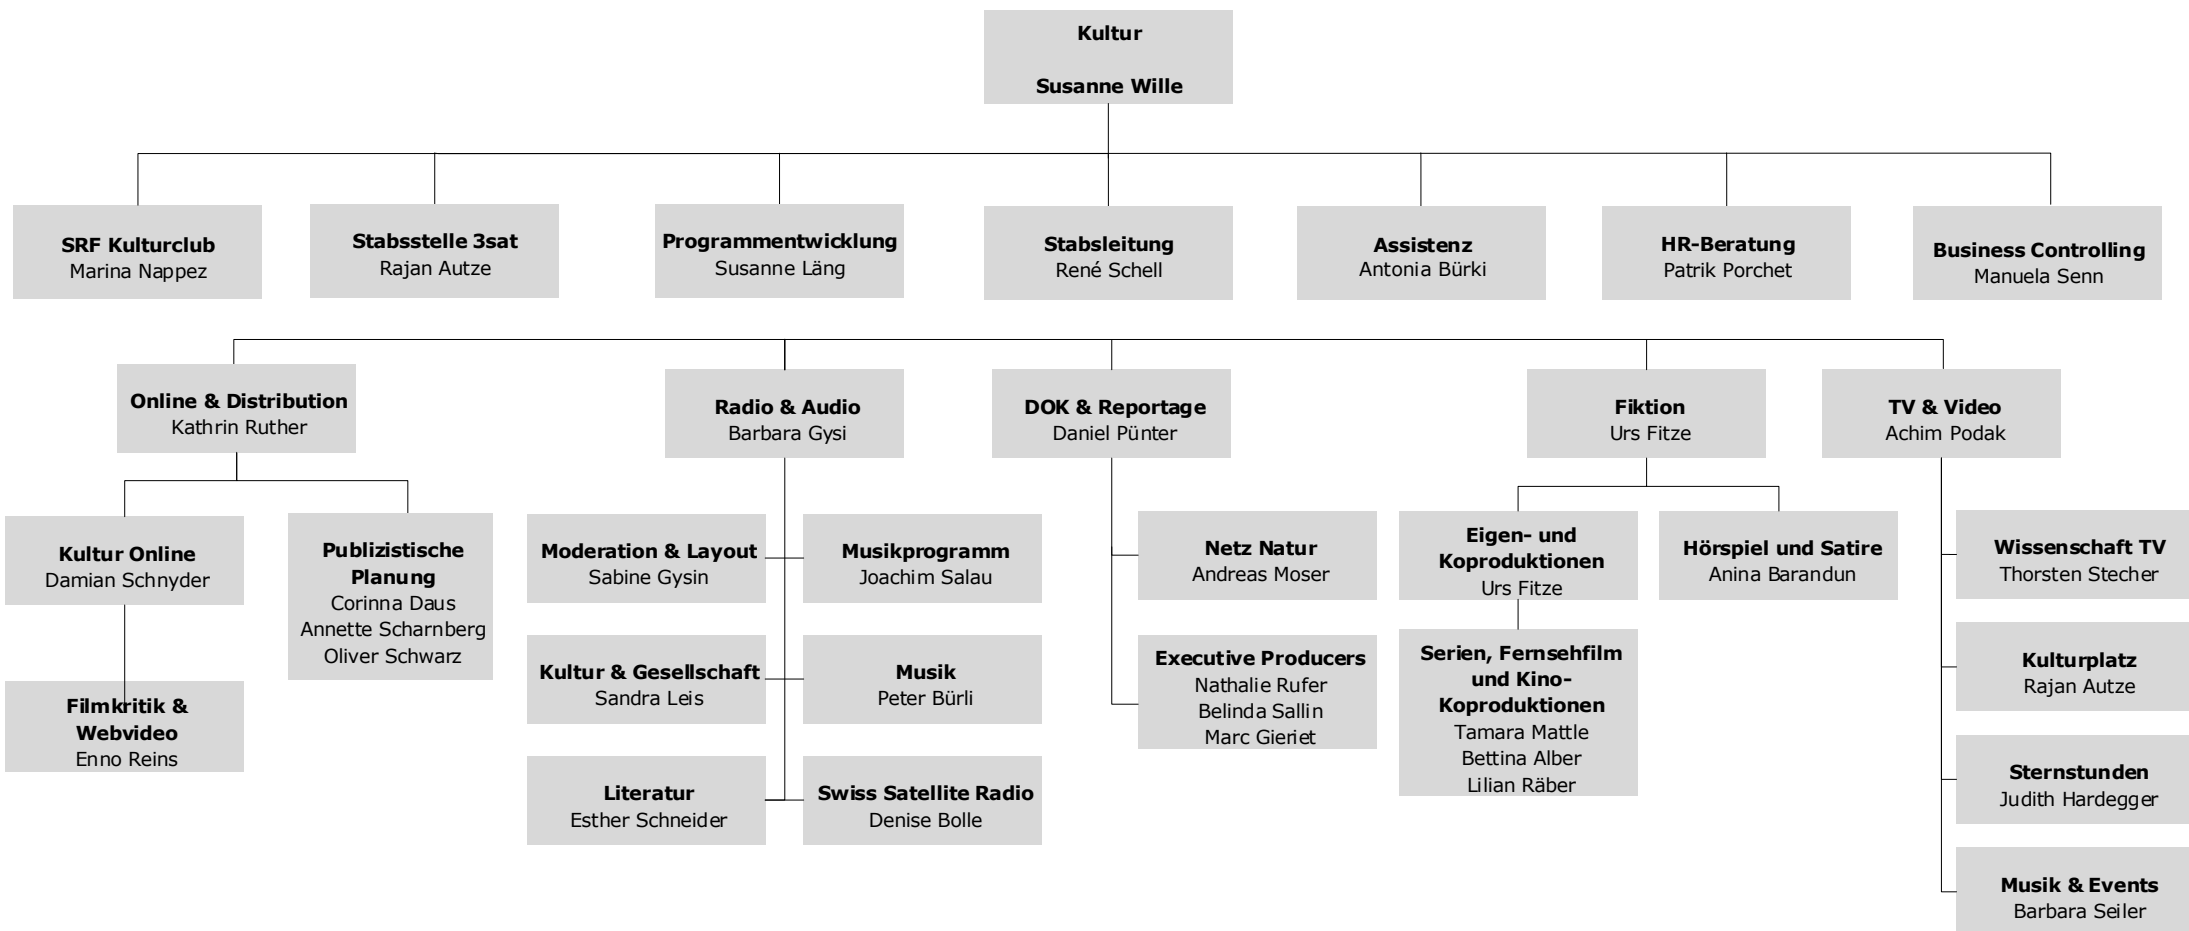 Kultur
Susanne Wille
SRF Kulturclub
Marina Nappez
Stabsstelle 3sat
Rajan Autze
Programmentwicklung
Susanne Läng
Stabsleitung
René Schell
Assistenz
Antonia Bürki
HR-Beratung
Patrik Porchet
Business Controlling
Manuela Senn
Online & Distribution
Kathrin Ruther
Radio & Audio
Barbara Gysi
DOK & Reportage
Daniel Pünter
Fiktion
Urs Fitze
TV & Video
Achim Podak
Kultur Online
Damian Schnyder
Publizistische
Planung
Corinna Daus
Annette Scharnberg
Oliver Schwarz
Filmkritik &
Webvideo
Enno Reins
Moderation & Layout
Sabine Gysin
Musikprogramm
Joachim Salau
Kultur & Gesellschaft
Sandra Leis
Musik
Peter Bürli
Literatur
Esther Schneider
Swiss Satellite Radio
Denise Bolle
Netz Natur
Andreas Moser
Executive Producers
Nathalie Rufer
Belinda Sallin
Marc Gieriet
Eigen- und
Koproduktionen
Urs Fitze
Hörspiel und Satire
Anina Barandun
Serien, Fernsehfilm
und Kino-
Koproduktionen
Tamara Mattle
Bettina Alber
Lilian Räber
Wissenschaft TV
Thorsten Stecher
Kulturplatz
Rajan Autze
Sternstunden
Judith Hardegger
Musik & Events
Barbara Seiler